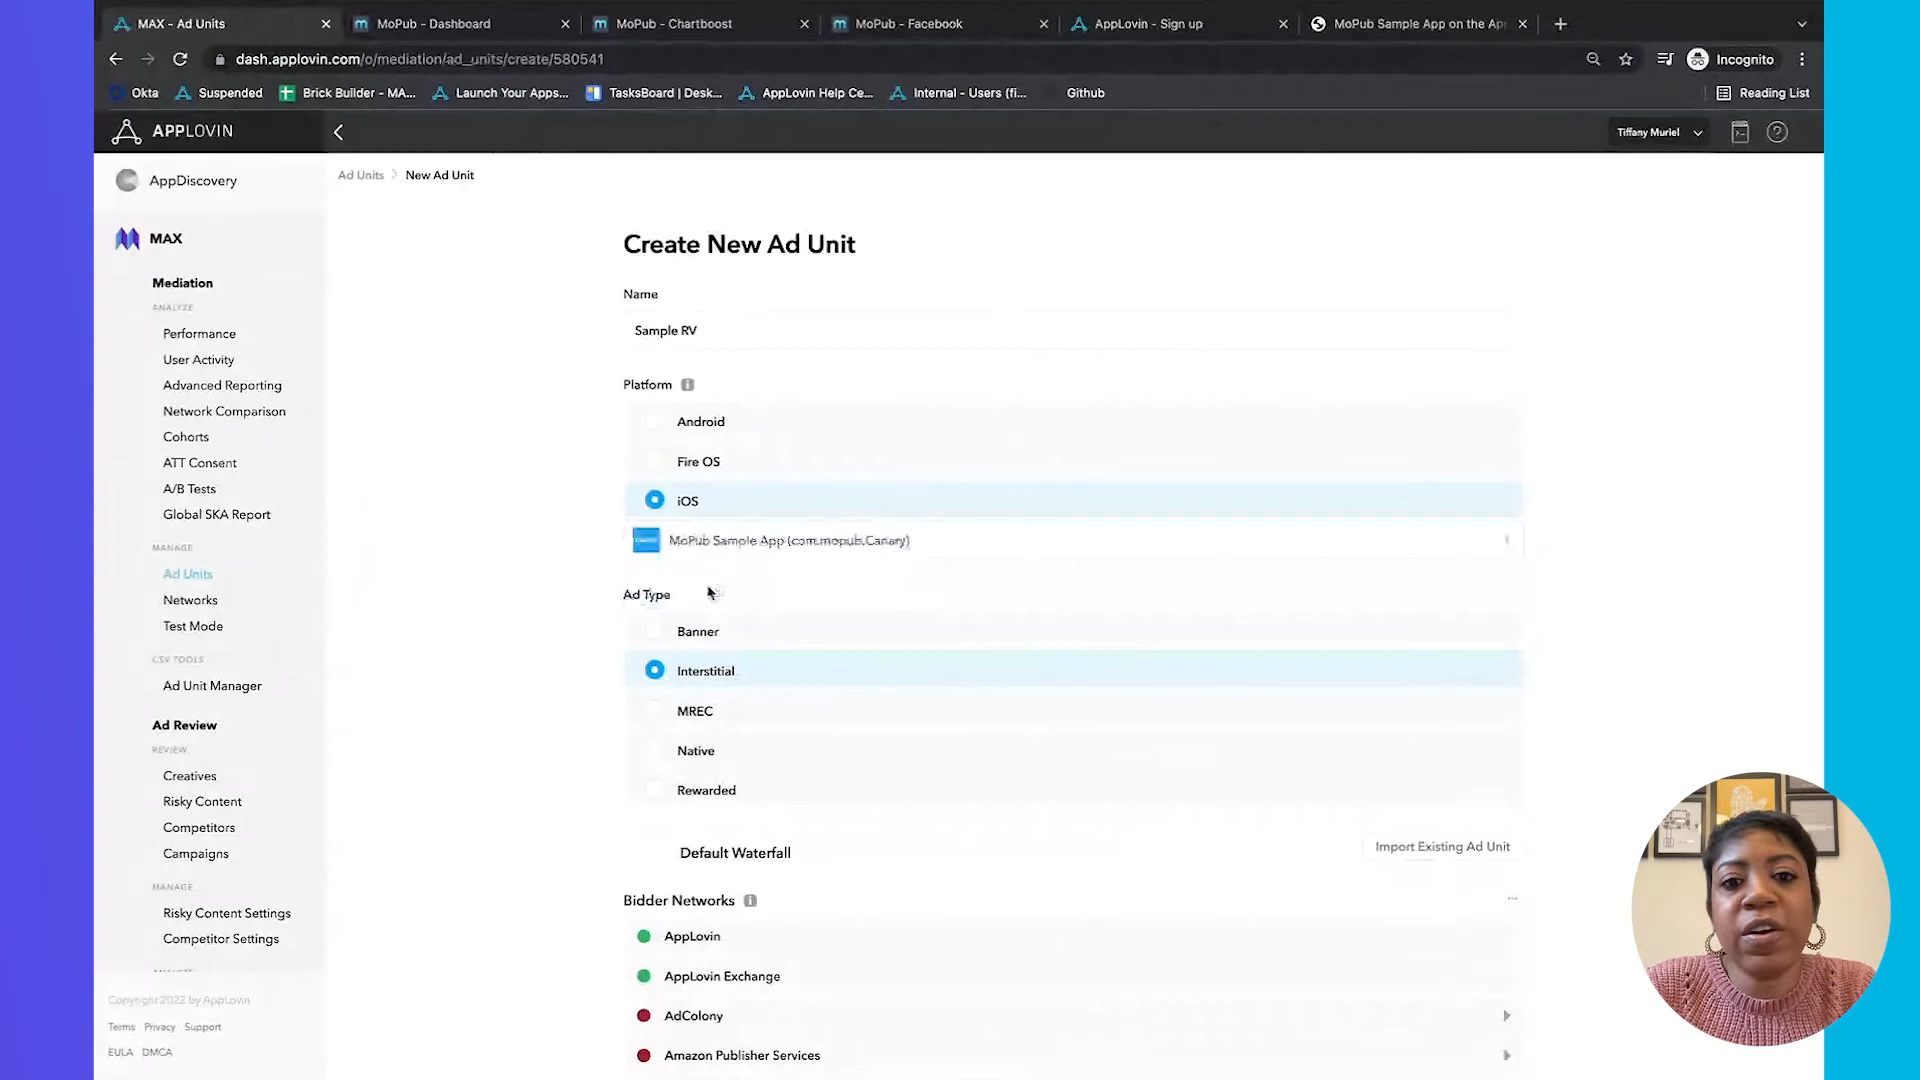 MAX - Ad Units
MoPub - Dashboard
MoPub - Chartboost
MoPub - Facebook
AppLovin - Sign up
MoPub Sample App on the Ap
dash.applovin.com/o/mediation/ad_units/create/580541
Incognito
Okta
Suspended
Brick Builder - MA...
Launch Your Apps...
TasksBoard | Desk...
AppLovin Help Ce...
Internal - Users (fi...
Github
Reading List
APPLOVIN
Tiffany Muriel
AppDiscovery
MAX
Mediation
ANALYZE
Performance
User Activity
Advanced Reporting
Network Comparison
Cohorts
ATT Consent
A/B Tests
Global SKA Report
MANAGE
Ad Units
Networks
Test Mode
CSV TOOLS
Ad Unit Manager
Ad Review
REVIEW
Creatives
Risky Content
Competitors
Campaigns
MANAGE
Risky Content Settings
Competitor Settings
Copyright 2022 by AppLovin
Terms Privacy Support
EULA DMCA
Ad Units > New Ad Unit
Create New Ad Unit
Name
Sample RV
Platform
Android
Fire OS
iOS
MoPub Sample App (com.mopub.Canary)
Ad Type
Banner
Interstitial
MREC
Native
Rewarded
Default Waterfall
Import Existing Ad Unit
Bidder Networks
AppLovin
AppLovin Exchange
AdColony
Amazon Publisher Services